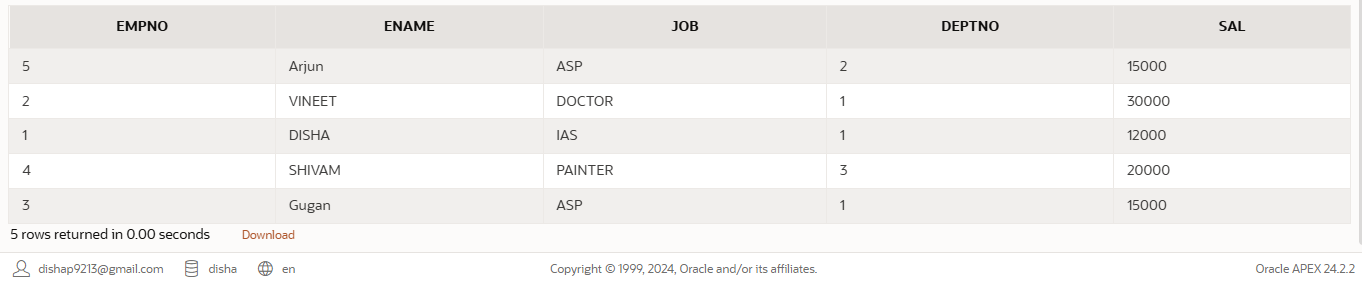 EMPNO ENAME JOB DEPTNO SAL
5 Arjun ASP 2 15000
2 VINEET DOCTOR 1 30000
1 DISHA IAS 1 12000
4 SHIVAM PAINTER 3 20000
3 Gugan ASP 1 15000
5 rows returned in 0.00 seconds Download
dishap9213@gmail.com disha en Copyright © 1999, 2024, Oracle and/or its affiliates. Oracle APEX 24.2.2